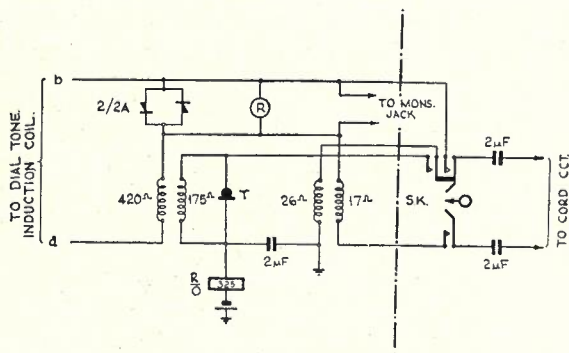 TO DIAL TONE.
INDUCTION COIL.
b
d
2/2A
R
TO MONS.
JACK
420Ω
175Ω
T
26Ω
17Ω
S.K.
2μF
2μF
2μF
TO CORD CCT.
325